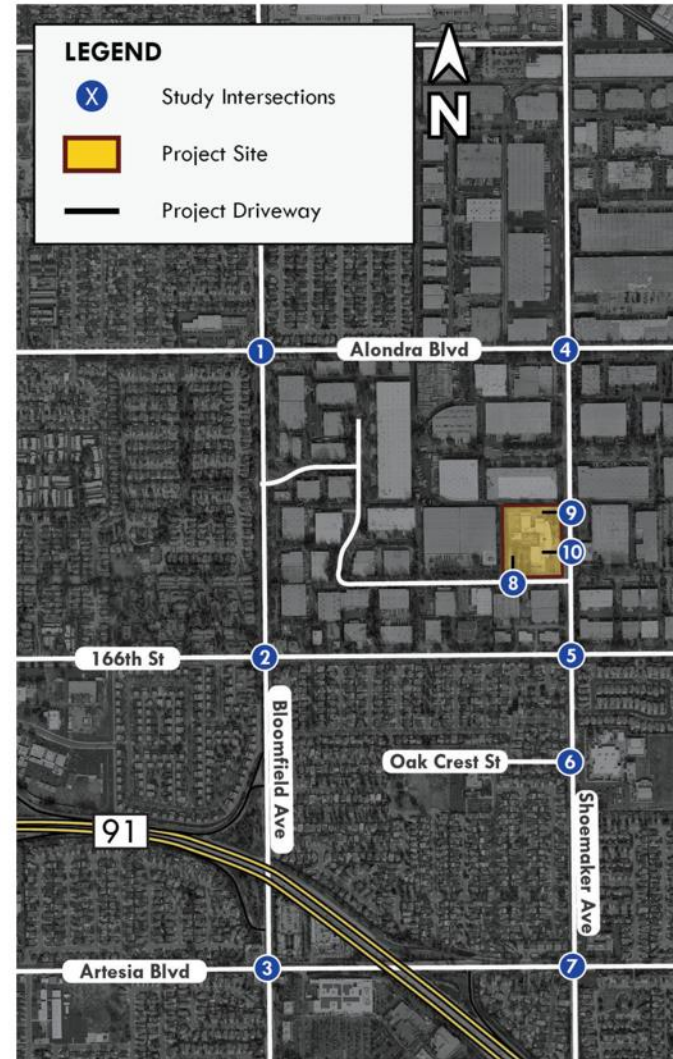 LEGEND
X Study Intersections
Project Site
Project Driveway
N
1 Alondra Blvd 4
9
10
8
166th St 2 5
Bloomfield Ave
Oak Crest St 6
Shoemaker Ave
91
Artesia Blvd 3 7